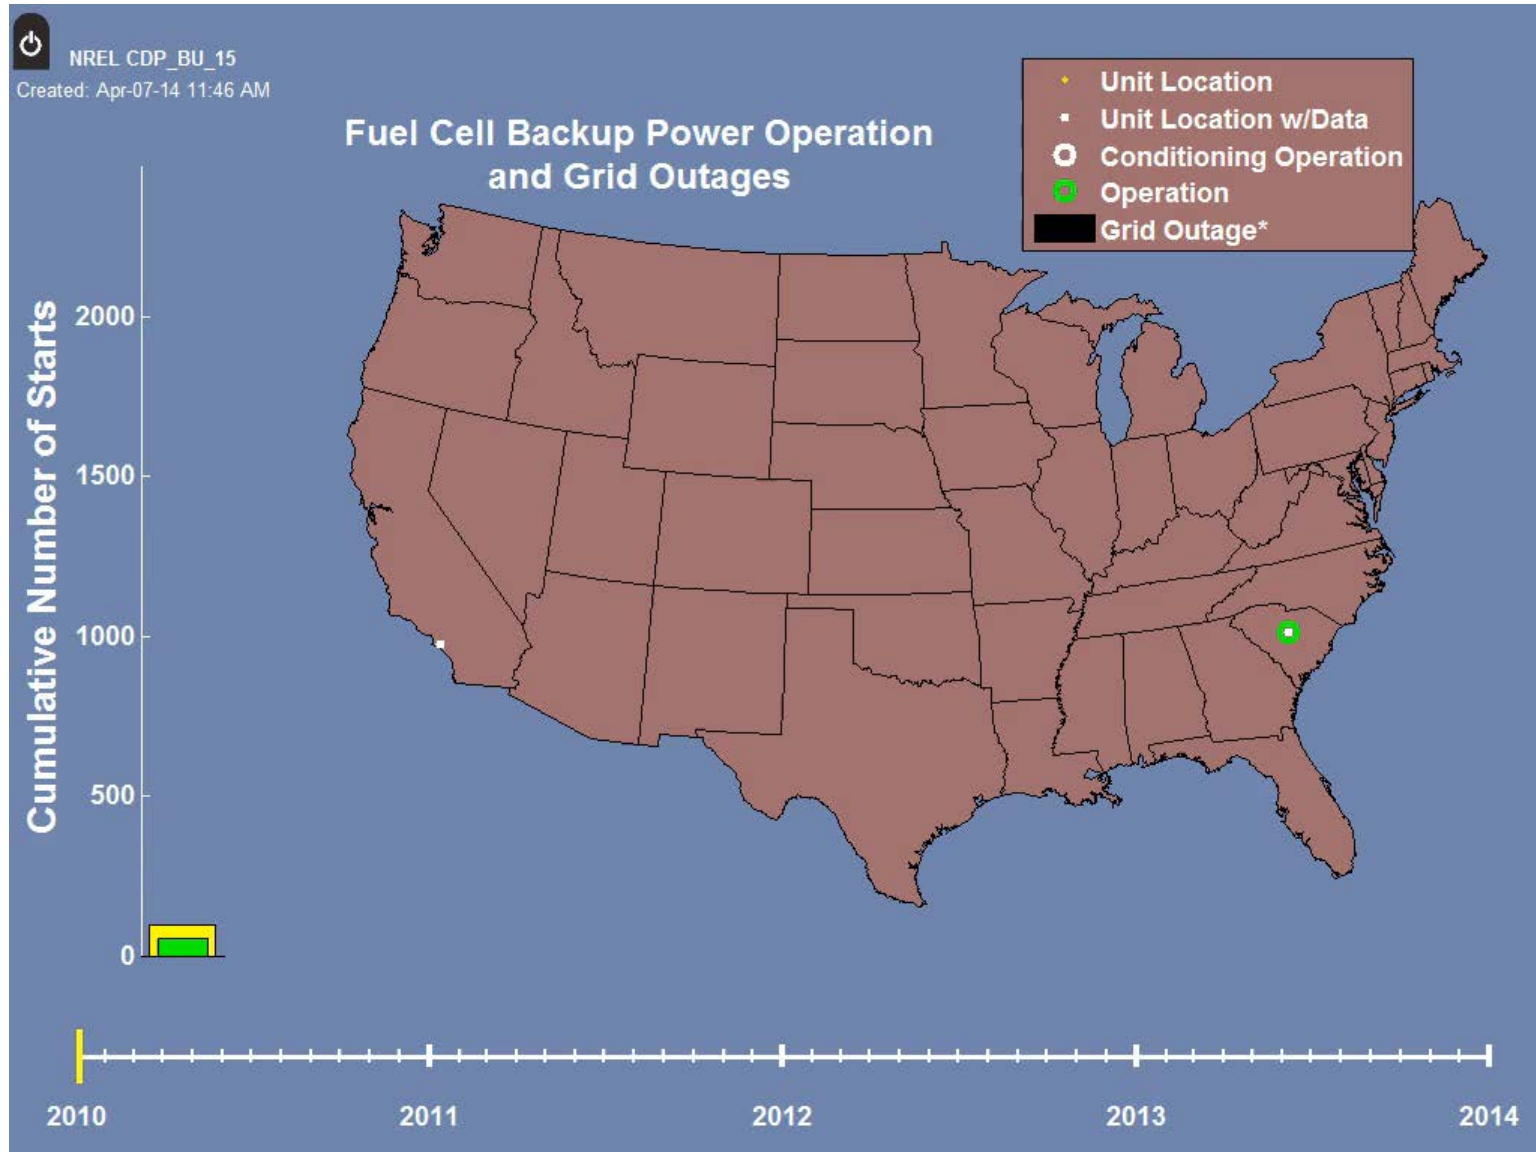 NREL CDP_BU_15
Created: Apr-07-14 11:46 AM
Fuel Cell Backup Power Operation
and Grid Outages
Unit Location
Unit Location w/Data
Conditioning Operation
Operation
Grid Outage*
Cumulative Number of Starts
2000
1500
1000
500
0
2010 2011 2012 2013 2014